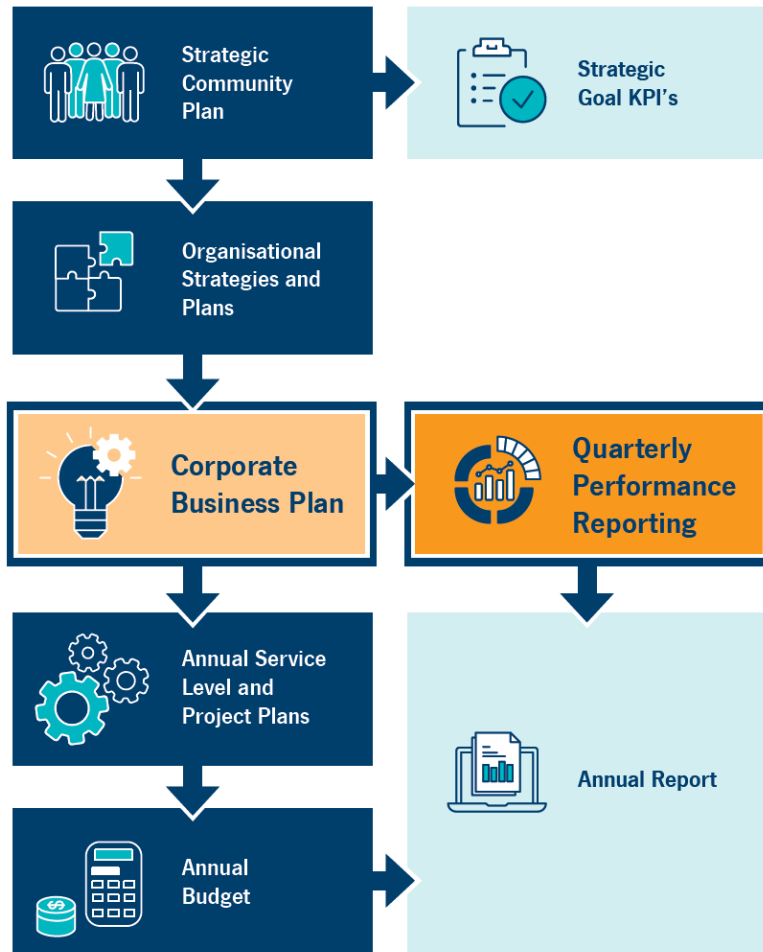 Strategic
Community
Plan
Strategic
Goal KPI's
Organisational
Strategies and
Plans
Corporate
Business Plan
Quarterly
Performance
Reporting
Annual Service
Level and
Project Plans
Annual Report
Annual
Budget
$